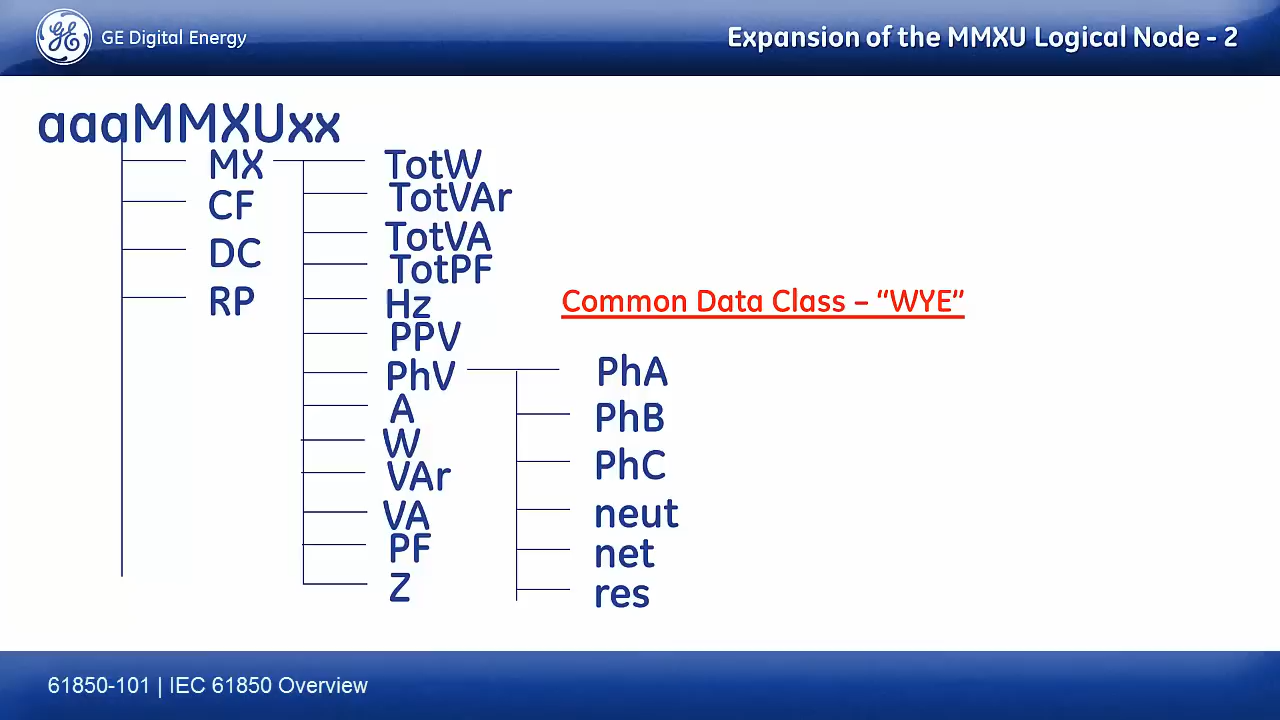 GE Digital Energy
Expansion of the MMXU Logical Node - 2
aaaMMXUxx
MX
CF
DC
RP
TotW
TotVAr
TotVA
TotPF
Hz
PPV
PhV
A
W
VAr
VA
PF
Z
Common Data Class – “WYE”
PhA
PhB
PhC
neut
net
res
61850-101 | IEC 61850 Overview